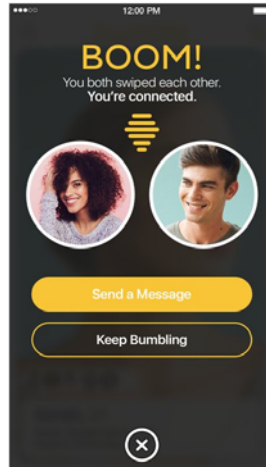 12:00 PM
BOOM!
You both swiped each other.
You're connected.
Send a Message
Keep Bumbling